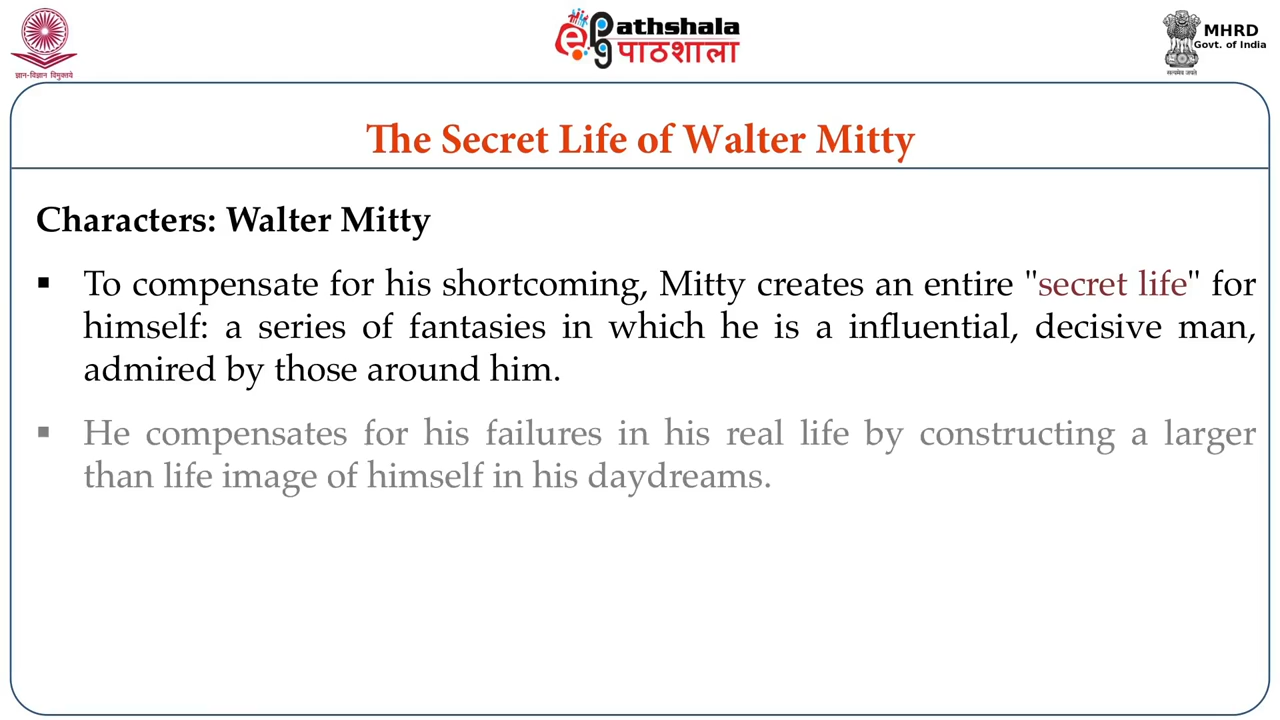 ज्ञान-विज्ञान विमुक्तये
ePathshala
पाठशाला
MHRD
Govt. of India
सत्यमेव जयते
The Secret Life of Walter Mitty
Characters: Walter Mitty
▪ To compensate for his shortcoming, Mitty creates an entire "secret life" for
himself: a series of fantasies in which he is a influential, decisive man,
admired by those around him.
▪ He compensates for his failures in his real life by constructing a larger
than life image of himself in his daydreams.